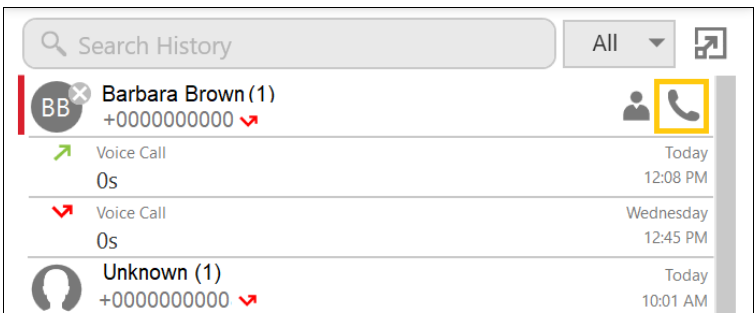 Search History
All
BB
Barbara Brown (1)
+0000000000
Voice Call
Today
0s
12:08 PM
Voice Call
Wednesday
0s
12:45 PM
Unknown (1)
Today
+0000000000
10:01 AM